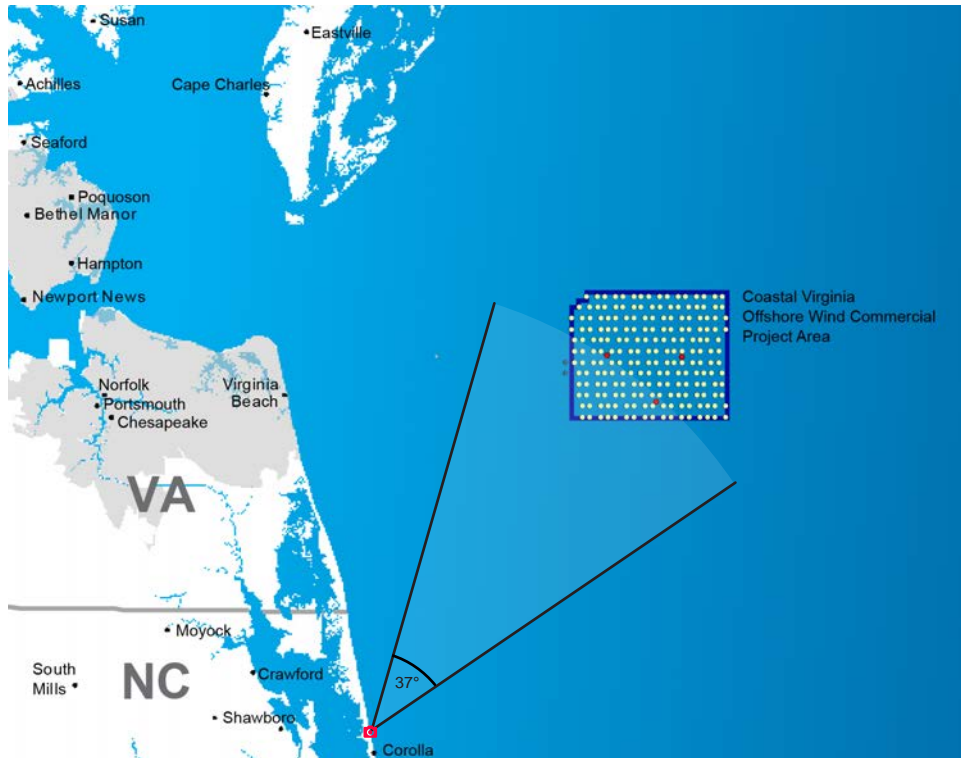 Susan
Eastville
Achilles
Cape Charles
Seaford
Poquoson
Bethel Manor
Hampton
Newport News
Coastal Virginia
Offshore Wind Commercial
Project Area
Norfolk
Portsmouth
Chesapeake
Virginia
Beach
VA
Moyock
South
Mills
NC
Crawford
37°
Shawboro
Corolla